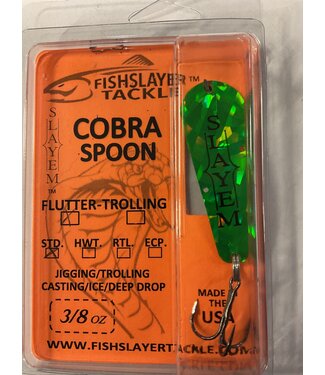 FISHSLAYER™
TACKLE
SLAYEM™
COBRA
SPOON
FLUTTER-TROLLING
STD. HWT. RTL. ECP.
JIGGING/TROLLING
CASTING/ICE/DEEP DROP
3/8 OZ
MADE IN
THE
USA
WWW.FISHSLAYERTACKLE.COM
SLAYEM